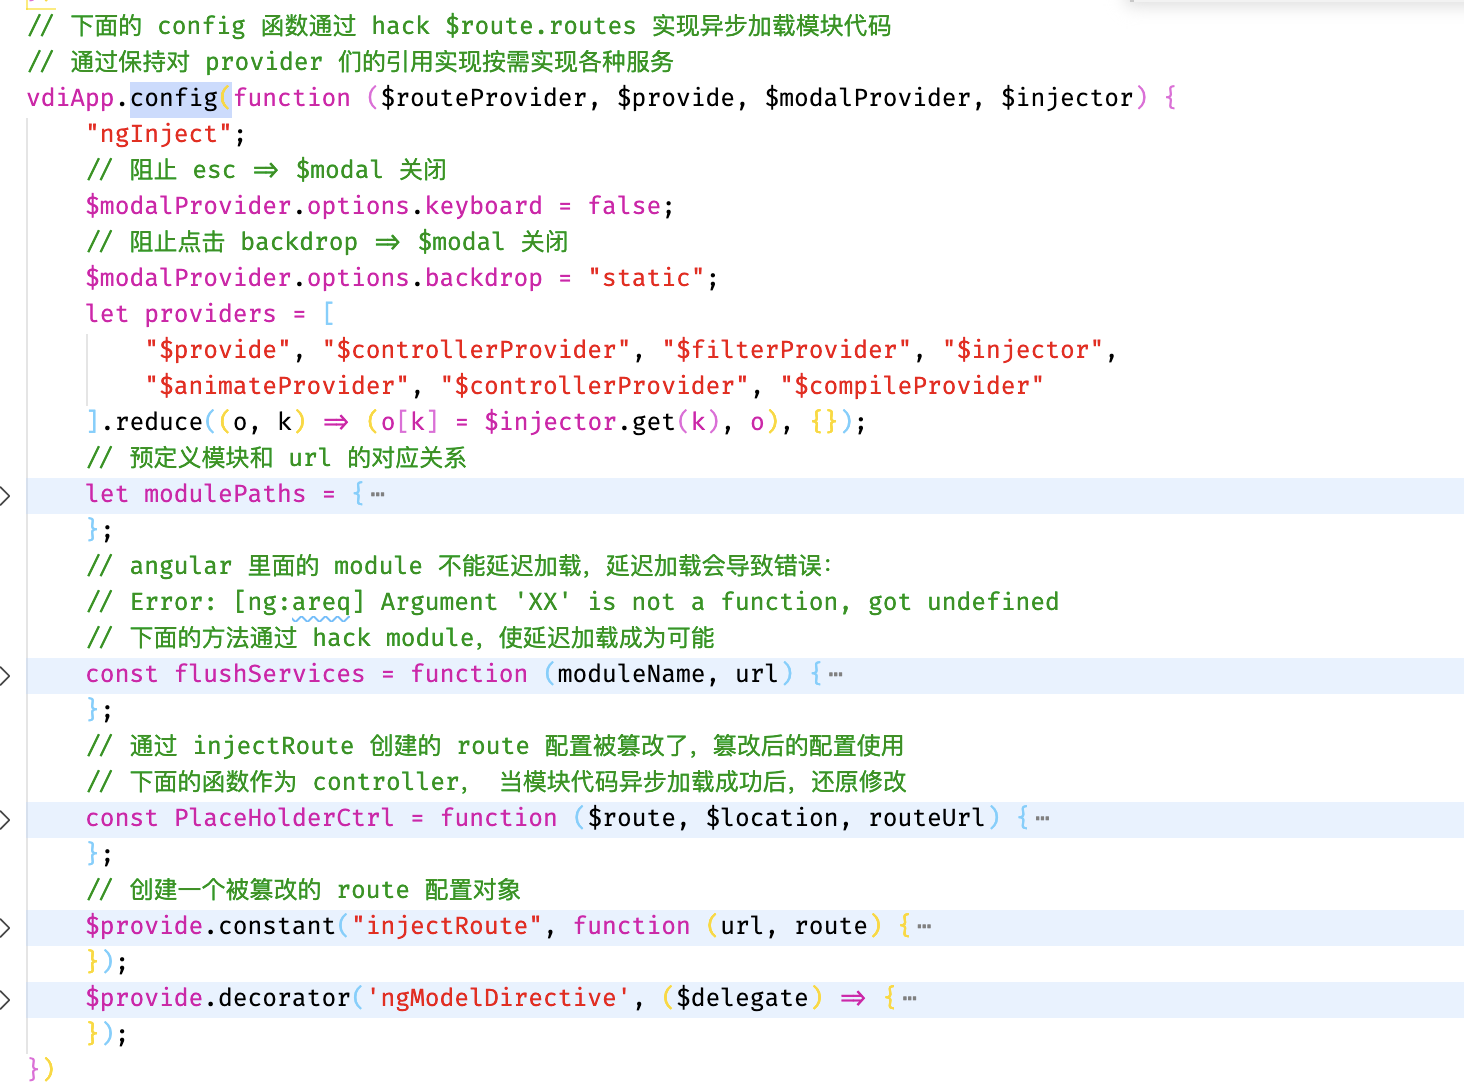 // 下面的 config 函数通过 hack $route.routes 实现异步加载模块代码
// 通过保持对 provider 们的引用实现按需实现各种服务
vdiApp.config(function ($routeProvider, $provide, $modalProvider, $injector) {
"ngInject";
// 阻止 esc => $modal 关闭
$modalProvider.options.keyboard = false;
// 阻止点击 backdrop => $modal 关闭
$modalProvider.options.backdrop = "static";
let providers = [
"$provide", "$controllerProvider", "$filterProvider", "$injector",
"$animateProvider", "$controllerProvider", "$compileProvider"
].reduce((o, k) => (o[k] = $injector.get(k), o), {});
// 预定义模块和 url 的对应关系
let modulePaths = {⋯
};
// angular 里面的 module 不能延迟加载，延迟加载会导致错误：
// Error: [ng:areq] Argument 'XX' is not a function, got undefined
// 下面的方法通过 hack module，使延迟加载成为可能
const flushServices = function (moduleName, url) {⋯
};
// 通过 injectRoute 创建的 route 配置被篡改了，篡改后的配置使用
// 下面的函数作为 controller， 当模块代码异步加载成功后，还原修改
const PlaceHolderCtrl = function ($route, $location, routeUrl) {⋯
};
// 创建一个被篡改的 route 配置对象
$provide.constant("injectRoute", function (url, route) {⋯
});
$provide.decorator('ngModelDirective', ($delegate) => {⋯
});
})